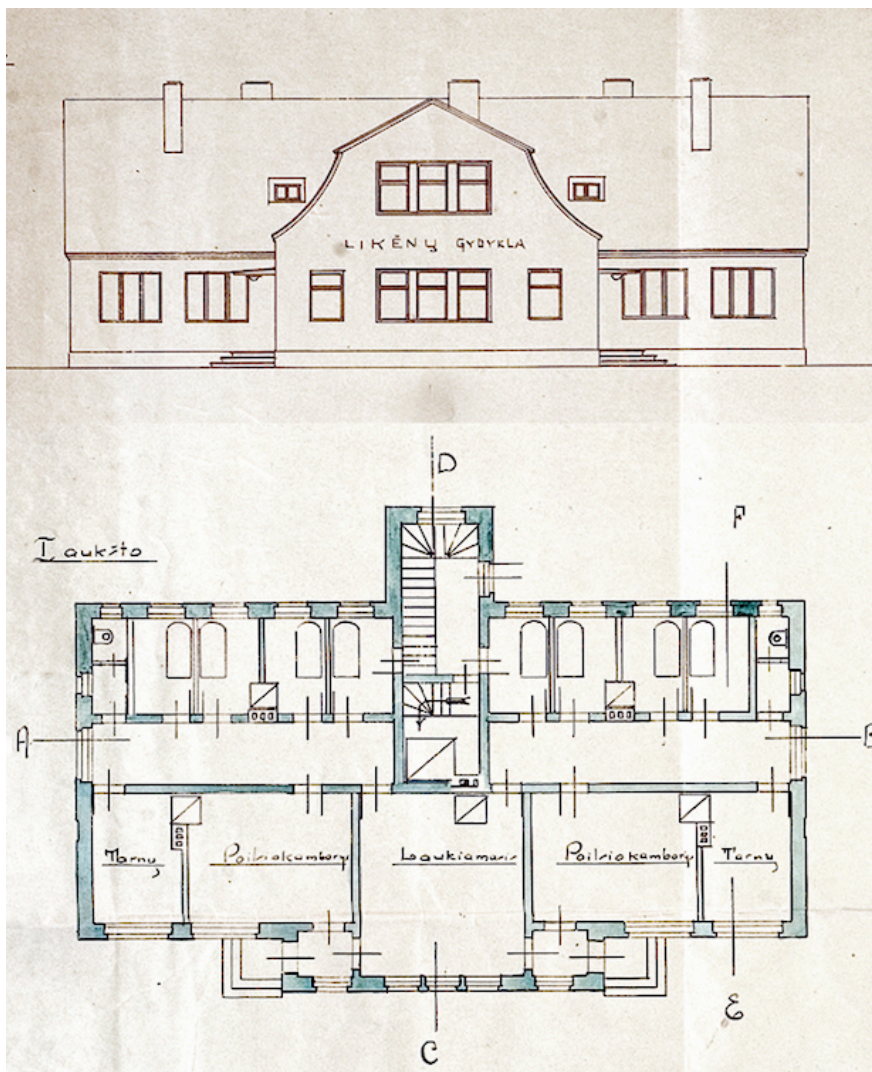 LIKĖNŲ GYDYKLA
D
F
I aukšto
A
B
Tarnų
Poilsio kambarys
Laukiamasis
Poilsio kambarys
Tarnų
E
C